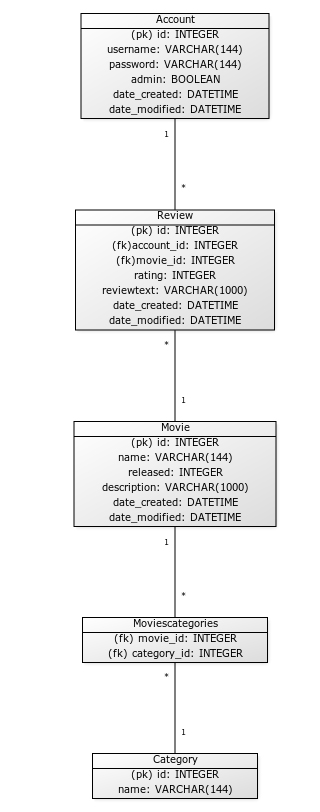 Account
(pk) id: INTEGER
username: VARCHAR(144)
password: VARCHAR(144)
admin: BOOLEAN
date_created: DATETIME
date_modified: DATETIME
1
*
Review
(pk) id: INTEGER
(fk)account_id: INTEGER
(fk)movie_id: INTEGER
rating: INTEGER
reviewtext: VARCHAR(1000)
date_created: DATETIME
date_modified: DATETIME
*
1
Movie
(pk) id: INTEGER
name: VARCHAR(144)
released: INTEGER
description: VARCHAR(1000)
date_created: DATETIME
date_modified: DATETIME
1
*
Moviescategories
(fk) movie_id: INTEGER
(fk) category_id: INTEGER
*
1
Category
(pk) id: INTEGER
name: VARCHAR(144)